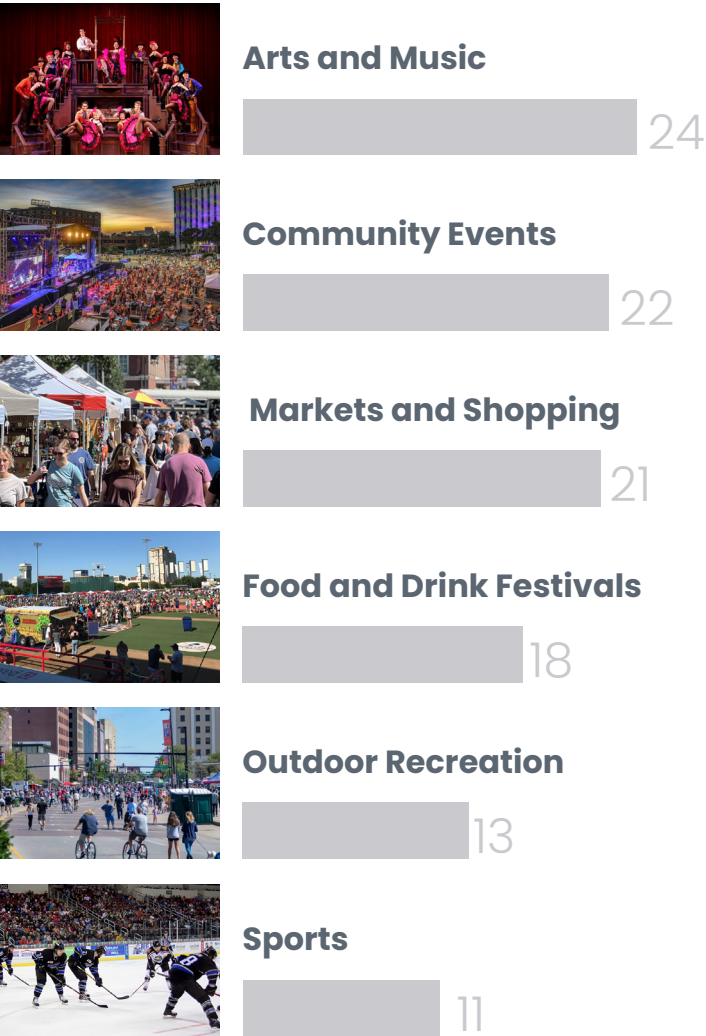 Arts and Music
24
Community Events
22
Markets and Shopping
21
Food and Drink Festivals
18
Outdoor Recreation
13
Sports
11